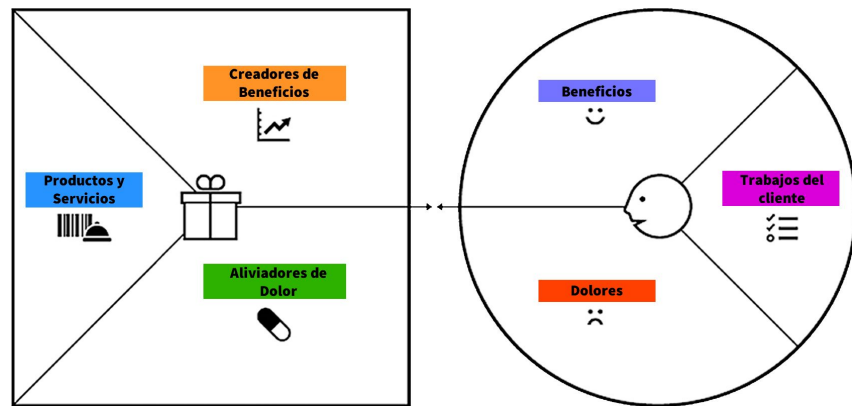 Creadores de
Beneficios
Productos y
Servicios
Aliviadores de
Dolor
Beneficios
Trabajos del
cliente
Dolores